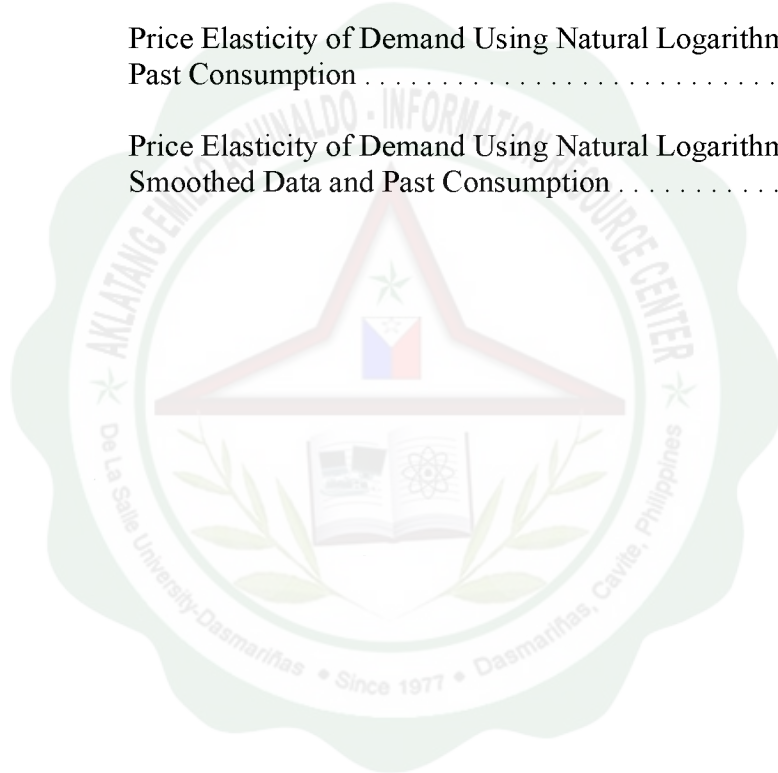 Price Elasticity of Demand Using Natural Logarithm
Past Consumption . . . . . . . . . . . . . . . . . . . . . . . . . . .
Price Elasticity of Demand Using Natural Logarithm
Smoothed Data and Past Consumption . . . . . . . . . . .
AKLATANG EMILIO AGUINALDO - INFORMATION RESOURCE CENTER
De La Salle University-Dasmariñas • Since 1977 • Dasmariñas, Cavite, Philippines